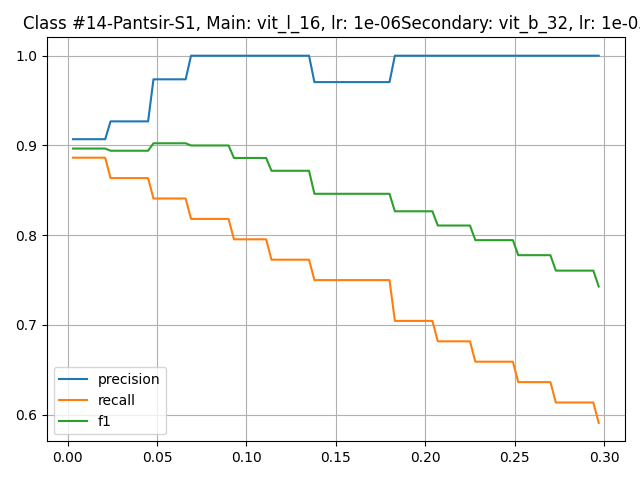 Class #14-Pantsir-S1, Main: vit_l_16, lr: 1e-06Secondary: vit_b_32, lr: 1e-0
1.0
0.9
0.8
0.7
0.6
precision
recall
f1
0.00 0.05 0.10 0.15 0.20 0.25 0.30